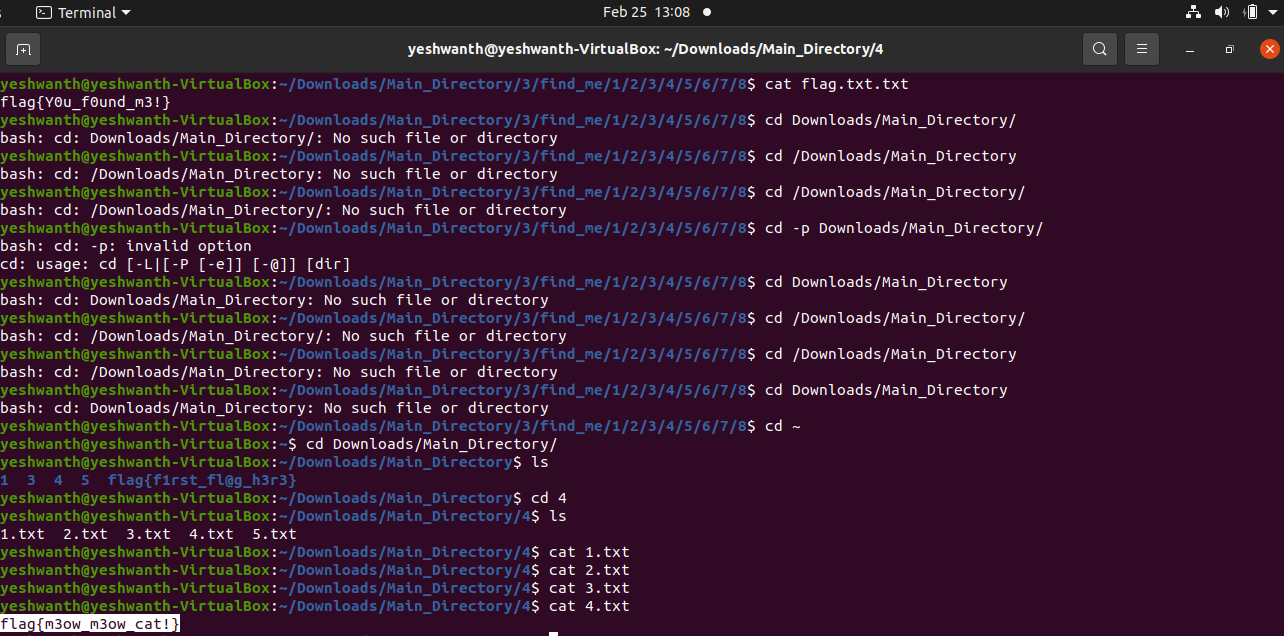 Terminal
Feb 25 13:08
yeshwanth@yeshwanth-VirtualBox: ~/Downloads/Main_Directory/4
yeshwanth@yeshwanth-VirtualBox:~/Downloads/Main_Directory/3/find_me/1/2/3/4/5/6/7/8$ cat flag.txt.txt
flag{Y0u_f0und_m3!}
yeshwanth@yeshwanth-VirtualBox:~/Downloads/Main_Directory/3/find_me/1/2/3/4/5/6/7/8$ cd Downloads/Main_Directory/
bash: cd: Downloads/Main_Directory/: No such file or directory
yeshwanth@yeshwanth-VirtualBox:~/Downloads/Main_Directory/3/find_me/1/2/3/4/5/6/7/8$ cd /Downloads/Main_Directory
bash: cd: /Downloads/Main_Directory: No such file or directory
yeshwanth@yeshwanth-VirtualBox:~/Downloads/Main_Directory/3/find_me/1/2/3/4/5/6/7/8$ cd /Downloads/Main_Directory/
bash: cd: /Downloads/Main_Directory/: No such file or directory
yeshwanth@yeshwanth-VirtualBox:~/Downloads/Main_Directory/3/find_me/1/2/3/4/5/6/7/8$ cd -p Downloads/Main_Directory/
bash: cd: -p: invalid option
cd: usage: cd [-L|[-P [-e]] [-@]] [dir]
yeshwanth@yeshwanth-VirtualBox:~/Downloads/Main_Directory/3/find_me/1/2/3/4/5/6/7/8$ cd Downloads/Main_Directory
bash: cd: Downloads/Main_Directory: No such file or directory
yeshwanth@yeshwanth-VirtualBox:~/Downloads/Main_Directory/3/find_me/1/2/3/4/5/6/7/8$ cd /Downloads/Main_Directory/
bash: cd: /Downloads/Main_Directory/: No such file or directory
yeshwanth@yeshwanth-VirtualBox:~/Downloads/Main_Directory/3/find_me/1/2/3/4/5/6/7/8$ cd /Downloads/Main_Directory
bash: cd: /Downloads/Main_Directory: No such file or directory
yeshwanth@yeshwanth-VirtualBox:~/Downloads/Main_Directory/3/find_me/1/2/3/4/5/6/7/8$ cd Downloads/Main_Directory
bash: cd: Downloads/Main_Directory: No such file or directory
yeshwanth@yeshwanth-VirtualBox:~/Downloads/Main_Directory/3/find_me/1/2/3/4/5/6/7/8$ cd ~
yeshwanth@yeshwanth-VirtualBox:~$ cd Downloads/Main_Directory/
yeshwanth@yeshwanth-VirtualBox:~/Downloads/Main_Directory$ ls
1 3 4 5 flag{f1rst_fl@g_h3r3}
yeshwanth@yeshwanth-VirtualBox:~/Downloads/Main_Directory$ cd 4
yeshwanth@yeshwanth-VirtualBox:~/Downloads/Main_Directory/4$ ls
1.txt 2.txt 3.txt 4.txt 5.txt
yeshwanth@yeshwanth-VirtualBox:~/Downloads/Main_Directory/4$ cat 1.txt
yeshwanth@yeshwanth-VirtualBox:~/Downloads/Main_Directory/4$ cat 2.txt
yeshwanth@yeshwanth-VirtualBox:~/Downloads/Main_Directory/4$ cat 3.txt
yeshwanth@yeshwanth-VirtualBox:~/Downloads/Main_Directory/4$ cat 4.txt
flag{m3ow_m3ow_cat!}